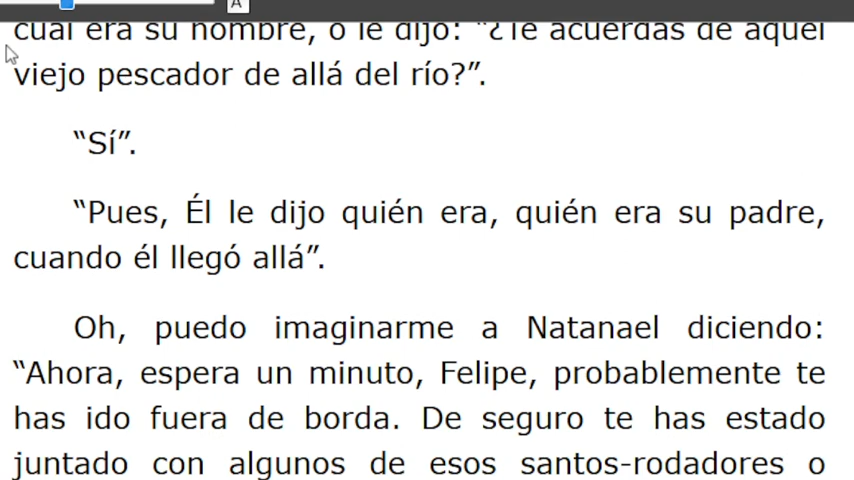 A
cuál era su nombre, o le dijo: “¿Te acuerdas de aquel
viejo pescador de allá del río?”.
“Sí”.
“Pues, Él le dijo quién era, quién era su padre,
cuando él llegó allá”.
Oh, puedo imaginarme a Natanael diciendo:
“Ahora, espera un minuto, Felipe, probablemente te
has ido fuera de borda. De seguro te has estado
juntado con algunos de esos santos-rodadores o